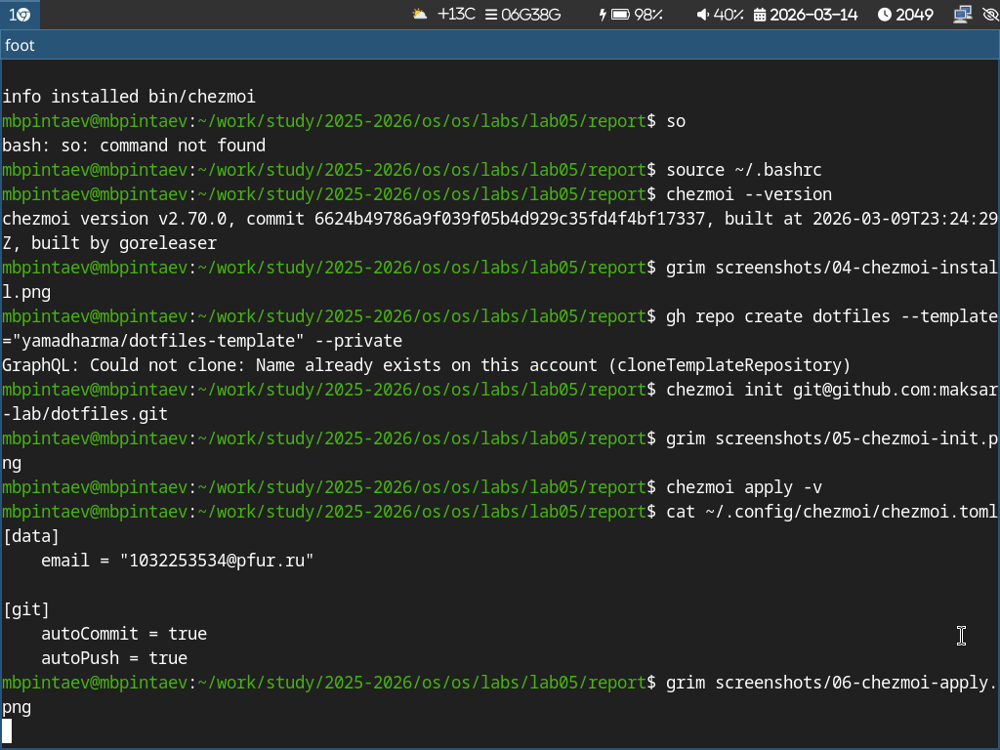 1
+13C 06G38G 98% 40% 2026-03-14 2049
foot
info installed bin/chezmoi
mbpintaev@mbpintaev:~/work/study/2025-2026/os/os/labs/lab05/report$ so
bash: so: command not found
mbpintaev@mbpintaev:~/work/study/2025-2026/os/os/labs/lab05/report$ source ~/.bashrc
mbpintaev@mbpintaev:~/work/study/2025-2026/os/os/labs/lab05/report$ chezmoi --version
chezmoi version v2.70.0, commit 6624b49786a9f039f05b4d929c35fd4f4bf17337, built at 2026-03-09T23:24:29
Z, built by goreleaser
mbpintaev@mbpintaev:~/work/study/2025-2026/os/os/labs/lab05/report$ grim screenshots/04-chezmoi-instal
l.png
mbpintaev@mbpintaev:~/work/study/2025-2026/os/os/labs/lab05/report$ gh repo create dotfiles --template
="yamadharma/dotfiles-template" --private
GraphQL: Could not clone: Name already exists on this account (cloneTemplateRepository)
mbpintaev@mbpintaev:~/work/study/2025-2026/os/os/labs/lab05/report$ chezmoi init git@github.com:maksar
-lab/dotfiles.git
mbpintaev@mbpintaev:~/work/study/2025-2026/os/os/labs/lab05/report$ grim screenshots/05-chezmoi-init.p
ng
mbpintaev@mbpintaev:~/work/study/2025-2026/os/os/labs/lab05/report$ chezmoi apply -v
mbpintaev@mbpintaev:~/work/study/2025-2026/os/os/labs/lab05/report$ cat ~/.config/chezmoi/chezmoi.toml
[data]
    email = "1032253534@pfur.ru"

[git]
    autoCommit = true
    autoPush = true
mbpintaev@mbpintaev:~/work/study/2025-2026/os/os/labs/lab05/report$ grim screenshots/06-chezmoi-apply.
png